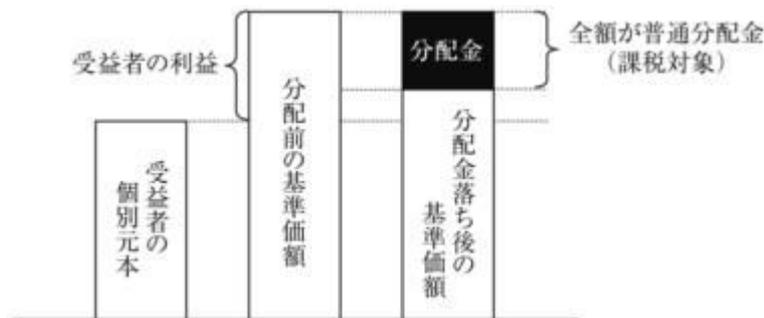 受益者の利益
分配金
全額が普通分配金
(課税対象)
受益者の
個別元本
分配前の基準価額
分配金落ち後の
基準価額